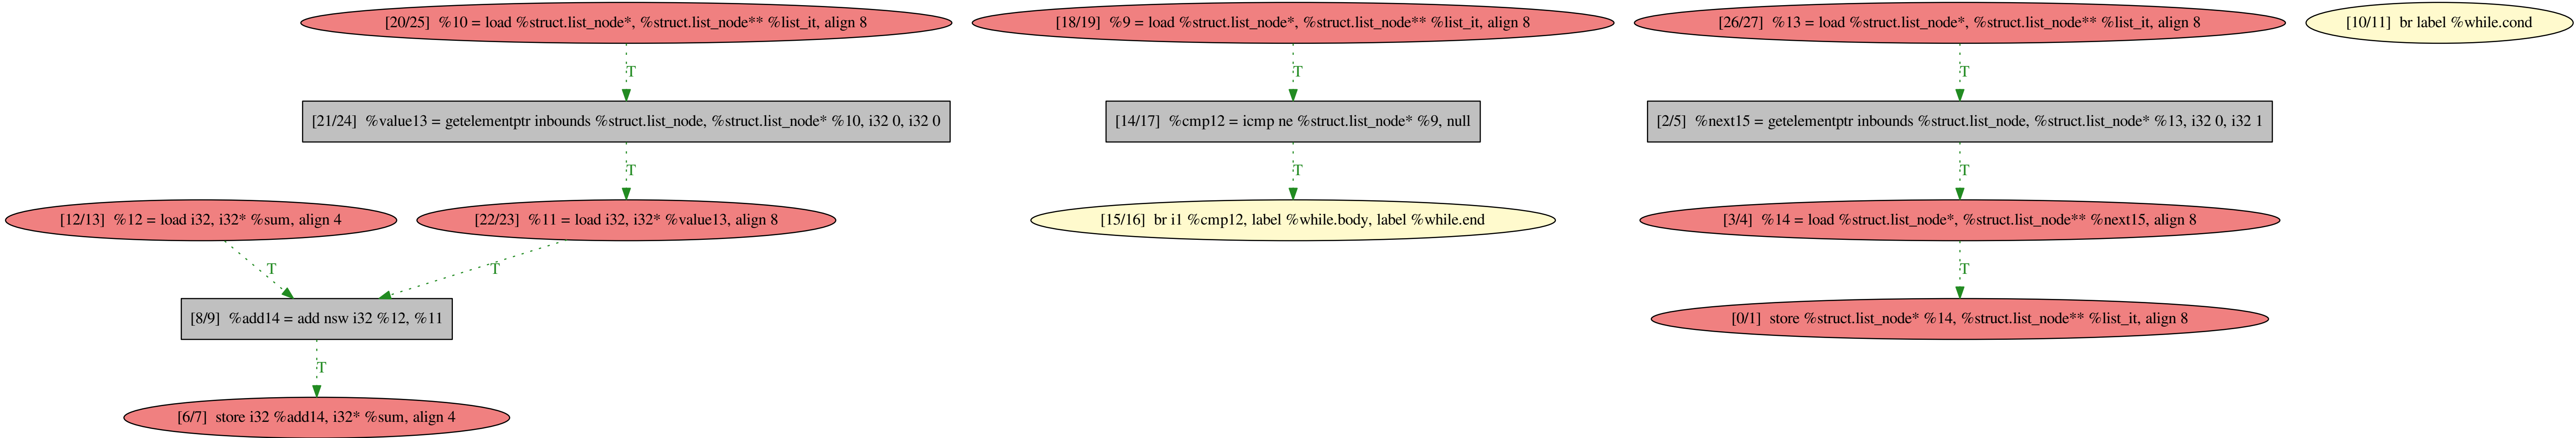 [20/25] %10 = load %struct.list_node*, %struct.list_node** %list_it, align 8
[18/19] %9 = load %struct.list_node*, %struct.list_node** %list_it, align 8
[26/27] %13 = load %struct.list_node*, %struct.list_node** %list_it, align 8
[10/11] br label %while.cond
T
T
T
[21/24] %value13 = getelementptr inbounds %struct.list_node, %struct.list_node* %10, i32 0, i32 0
[14/17] %cmp12 = icmp ne %struct.list_node* %9, null
[2/5] %next15 = getelementptr inbounds %struct.list_node, %struct.list_node* %13, i32 0, i32 1
T
T
T
[12/13] %12 = load i32, i32* %sum, align 4
[22/23] %11 = load i32, i32* %value13, align 8
[15/16] br i1 %cmp12, label %while.body, label %while.end
[3/4] %14 = load %struct.list_node*, %struct.list_node** %next15, align 8
T
T
T
[8/9] %add14 = add nsw i32 %12, %11
[0/1] store %struct.list_node* %14, %struct.list_node** %list_it, align 8
T
[6/7] store i32 %add14, i32* %sum, align 4